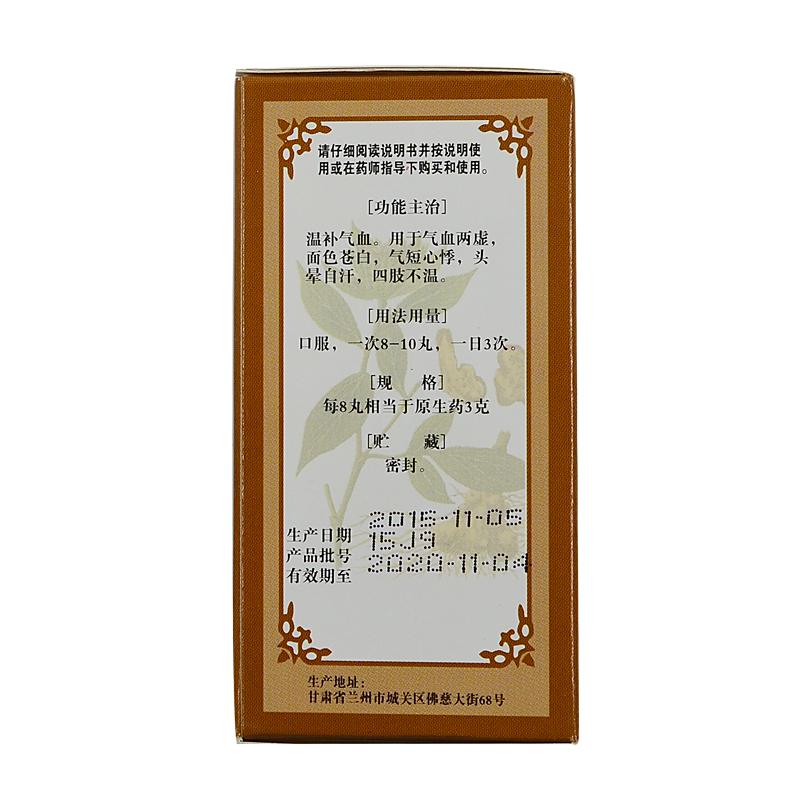 请仔细阅读说明书并按说明使
用或在药师指导下购买和使用。
[功能主治]
温补气血。用于气血两虚，
面色苍白，气短心悸，头
晕自汗，四肢不温。
[用法用量]
口服，一次8-10丸，一日3次。
[规 格]
每8丸相当于原生药3克
[贮 藏]
密封。
生产日期 2015-11-05
产品批号 15J9
有效期至 2020-11-04
生产地址：
甘肃省兰州市城关区佛慈大街68号